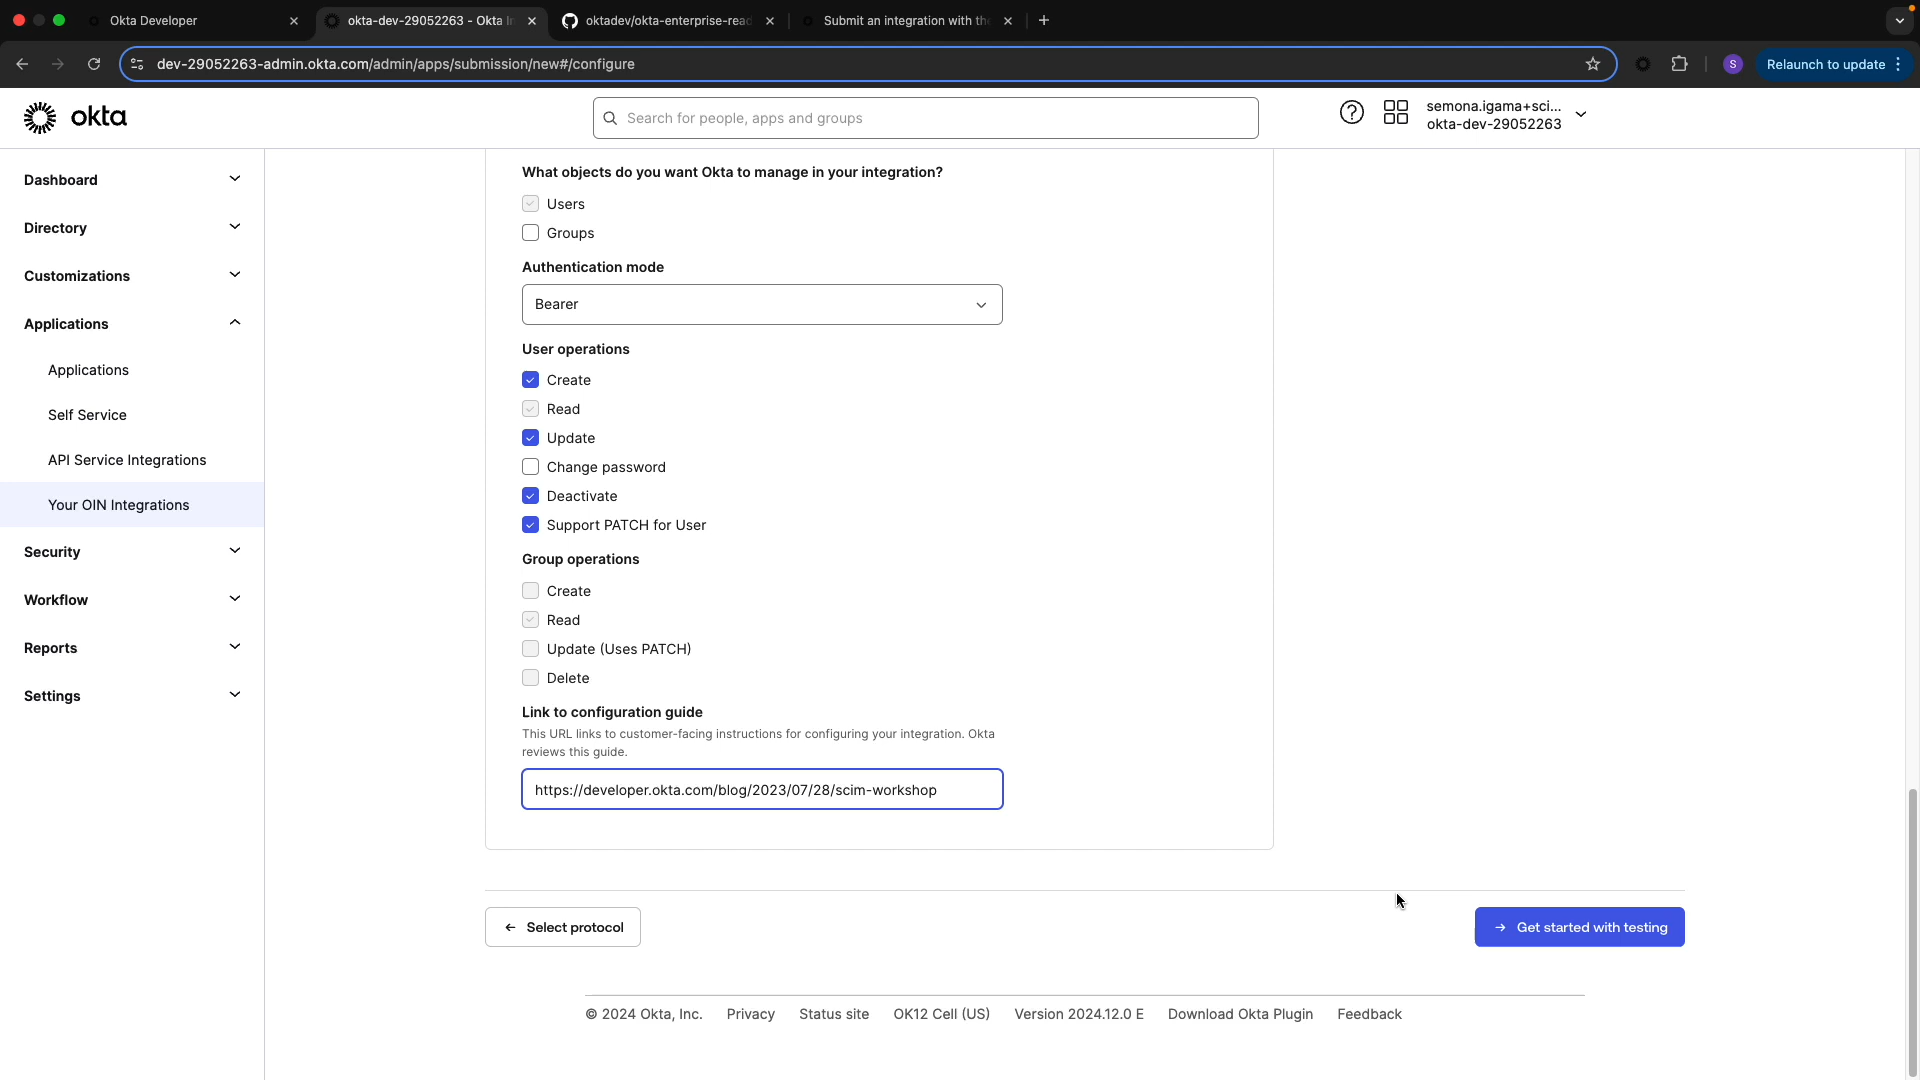 Okta Developer
okta-dev-29052263 - Okta I
oktadev/okta-enterprise-rea
Submit an integration with th
dev-29052263-admin.okta.com/admin/apps/submission/new#/configure
S
Relaunch to update
okta
Search for people, apps and groups
semona.igama+sci...
okta-dev-29052263
Dashboard
Directory
Customizations
Applications
Applications
Self Service
API Service Integrations
Your OIN Integrations
Security
Workflow
Reports
Settings
What objects do you want Okta to manage in your integration?
Users
Groups
Authentication mode
Bearer
User operations
Create
Read
Update
Change password
Deactivate
Support PATCH for User
Group operations
Create
Read
Update (Uses PATCH)
Delete
Link to configuration guide
This URL links to customer-facing instructions for configuring your integration. Okta
reviews this guide.
https://developer.okta.com/blog/2023/07/28/scim-workshop
Select protocol
Get started with testing
© 2024 Okta, Inc. Privacy Status site OK12 Cell (US) Version 2024.12.0 E Download Okta Plugin Feedback